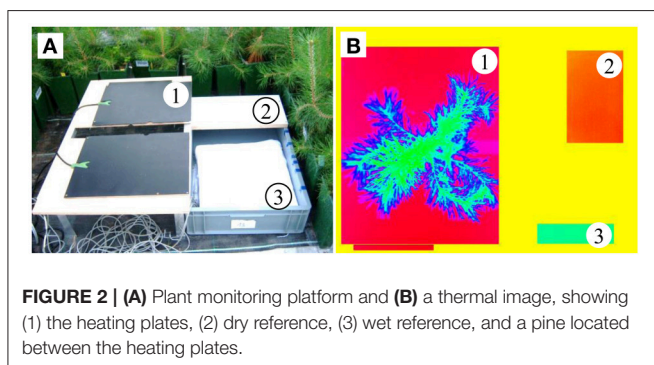 A
1
2
3
B
1
2
3
FIGURE 2 | (A) Plant monitoring platform and (B) a thermal image, showing
(1) the heating plates, (2) dry reference, (3) wet reference, and a pine located
between the heating plates.